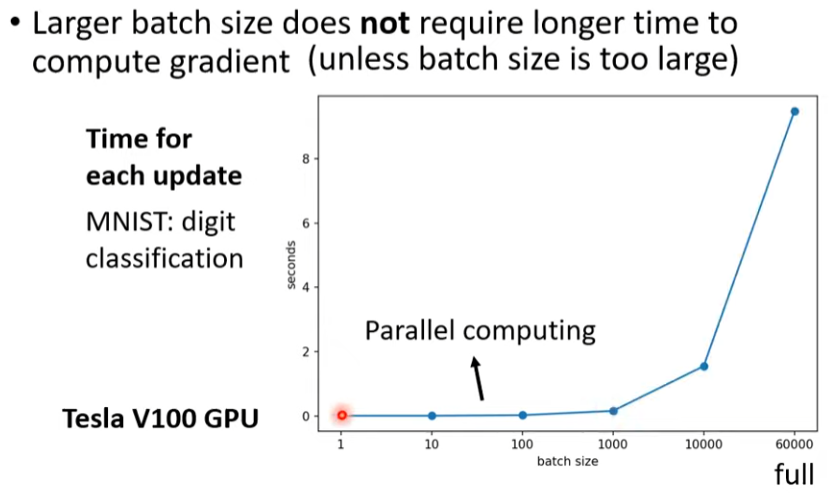 • Larger batch size does not require longer time to
compute gradient (unless batch size is too large)
Time for
each update
MNIST: digit
classification
Tesla V100 GPU
seconds
8
6
4
2
0
Parallel computing
1 10 100 1000 10000 60000
batch size
full